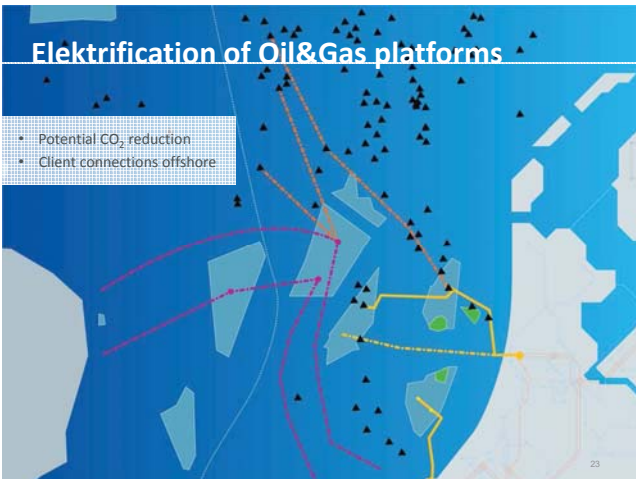 Elektrification of Oil&Gas platforms
• Potential CO₂ reduction
• Client connections offshore
23